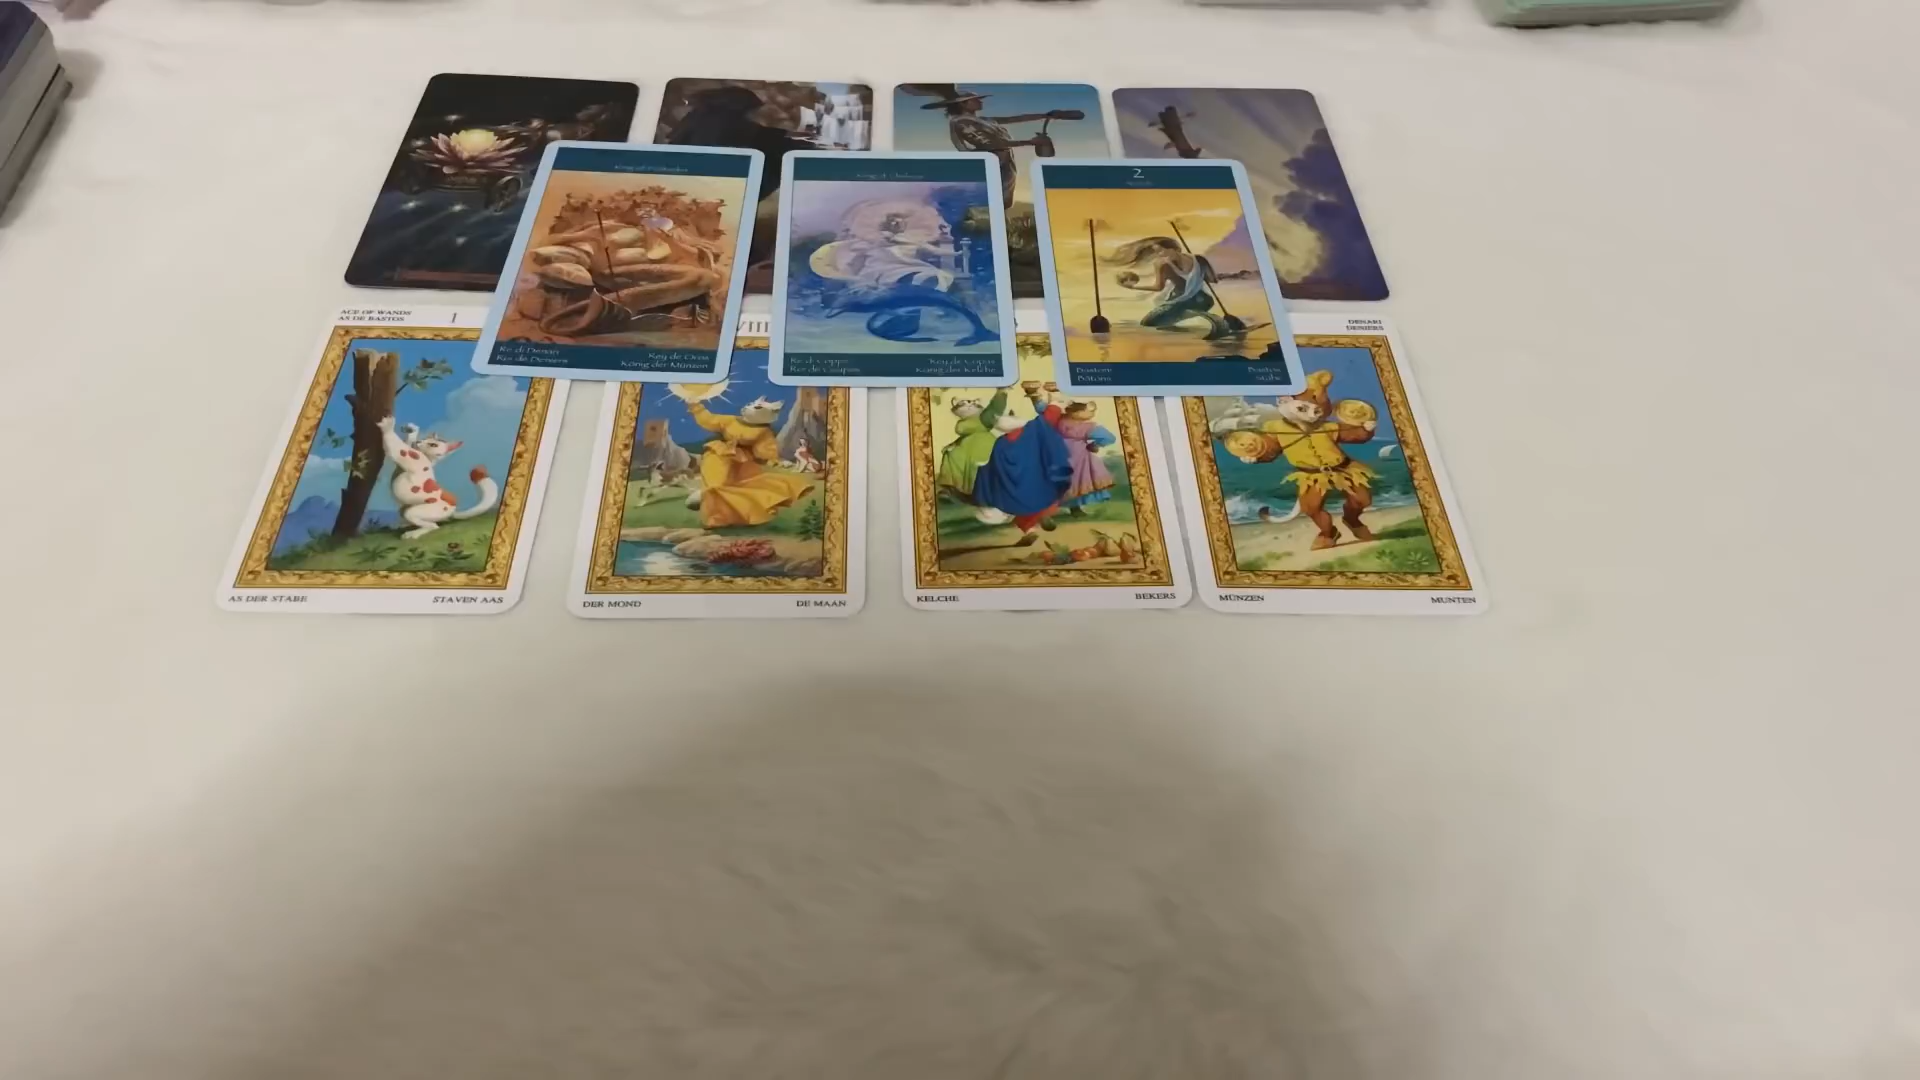 2
Re di Denari
Roi de Deniers
Rey de Oros
König der Münzen
Re di Coppe
Roi de Coupes
Rey de Copas
König der Kelche
Bastoni
Bâtons
Bastos
Stäbe
ACE OF WANDS
AS DE BASTOS
1
VIII
DENARI
DENIERS
AS DER STABE
STAVEN AAS
DER MOND
DE MAAN
KELCHE
BEKERS
MÜNZEN
MUNTEN